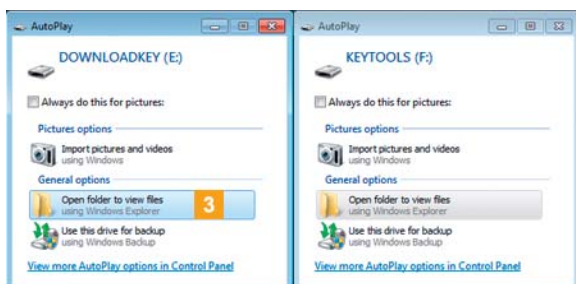 AutoPlay
DOWNLOADKEY (E:)
Always do this for pictures:
Pictures options
Import pictures and videos
using Windows
General options
Open folder to view files
using Windows Explorer
3
Use this drive for backup
using Windows Backup
View more AutoPlay options in Control Panel
AutoPlay
KEYTOOLS (F:)
Always do this for pictures:
Pictures options
Import pictures and videos
using Windows
General options
Open folder to view files
using Windows Explorer
Use this drive for backup
using Windows Backup
View more AutoPlay options in Control Panel